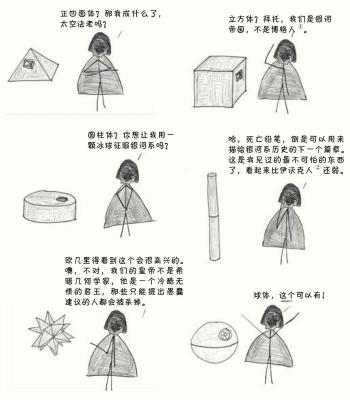 正四面体？那我成什么了，
太空法老吗？
立方体？拜托，我们是银河
帝国，不是博格人①。
圆柱体？你想让我用一
颗冰球征服银河系吗？
哈，死亡铅笔，倒是可以用来
描绘银河系历史的下一个篇章。
这是我见过的最不可怕的东西
了，看起来比伊沃克人②还弱。
欧几里得看到这个会很高兴的。
噢，不对，我们的皇帝不是希
腊几何学家，他是一个冷酷无
情的君王，那些只能提出愚蠢
建议的人都会被杀掉。
球体，这个可以有！